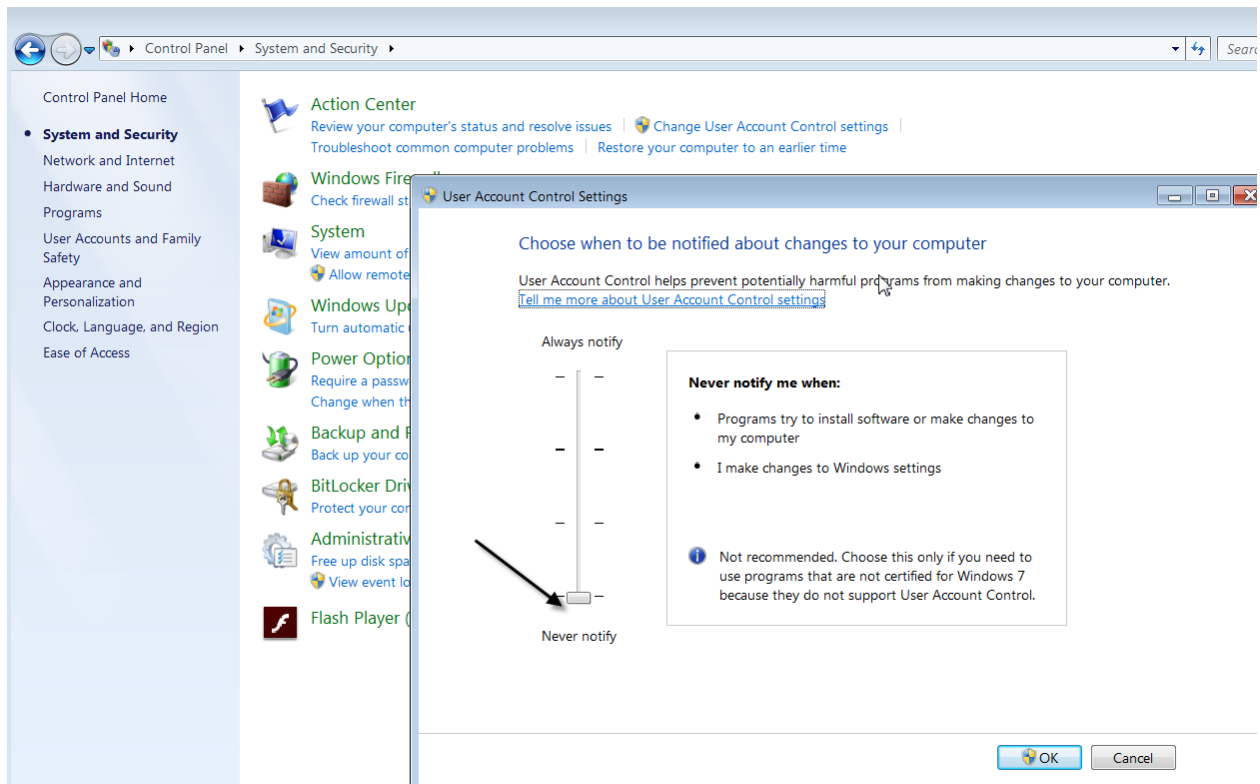 Control Panel System and Security
Searc
Control Panel Home
System and Security
Network and Internet
Hardware and Sound
Programs
User Accounts and Family
Safety
Appearance and
Personalization
Clock, Language, and Region
Ease of Access
Action Center
Review your computer's status and resolve issues Change User Account Control settings
Troubleshoot common computer problems Restore your computer to an earlier time
Windows Fire
Check firewall st
System
View amount of
Allow remote
Windows Upd
Turn automatic
Power Option
Require a passw
Change when th
Backup and R
Back up your co
BitLocker Driv
Protect your com
Administrativ
Free up disk spa
View event lo
Flash Player (
User Account Control Settings
Choose when to be notified about changes to your computer
User Account Control helps prevent potentially harmful programs from making changes to your computer.
Tell me more about User Account Control settings
Always notify
Never notify
Never notify me when:
• Programs try to install software or make changes to
my computer
• I make changes to Windows settings
Not recommended. Choose this only if you need to
use programs that are not certified for Windows 7
because they do not support User Account Control.
OK Cancel